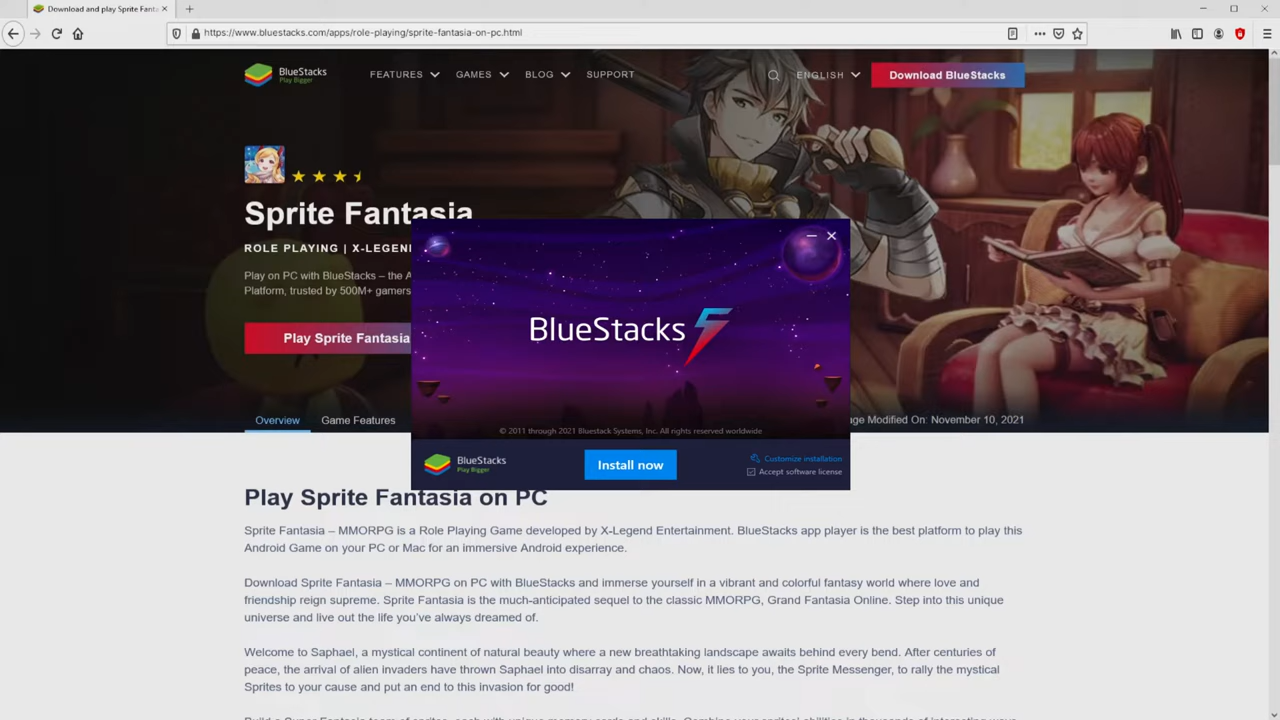 Download and play Sprite Fanta
https://www.bluestacks.com/apps/role-playing/sprite-fantasia-on-pc.html
BlueStacks
Play Bigger
FEATURES GAMES BLOG SUPPORT ENGLISH Download BlueStacks
Sprite Fantasia
ROLE PLAYING | X-LEGEN
Play on PC with BlueStacks – the A
Platform, trusted by 500M+ gamers
Play Sprite Fantasia
Overview Game Features
ge Modified On: November 10, 2021
BlueStacks 5
© 2011 through 2021 Bluestack Systems, Inc. All rights reserved worldwide
BlueStacks
Play Bigger
Install now
Customize installation
Accept software license
Play Sprite Fantasia on PC
Sprite Fantasia – MMORPG is a Role Playing Game developed by X-Legend Entertainment. BlueStacks app player is the best platform to play this
Android Game on your PC or Mac for an immersive Android experience.
Download Sprite Fantasia – MMORPG on PC with BlueStacks and immerse yourself in a vibrant and colorful fantasy world where love and
friendship reign supreme. Sprite Fantasia is the much-anticipated sequel to the classic MMORPG, Grand Fantasia Online. Step into this unique
universe and live out the life you've always dreamed of.
Welcome to Saphael, a mystical continent of natural beauty where a new breathtaking landscape awaits behind every bend. After centuries of
peace, the arrival of alien invaders have thrown Saphael into disarray and chaos. Now, it lies to you, the Sprite Messenger, to rally the mystical
Sprites to your cause and put an end to this invasion for good!